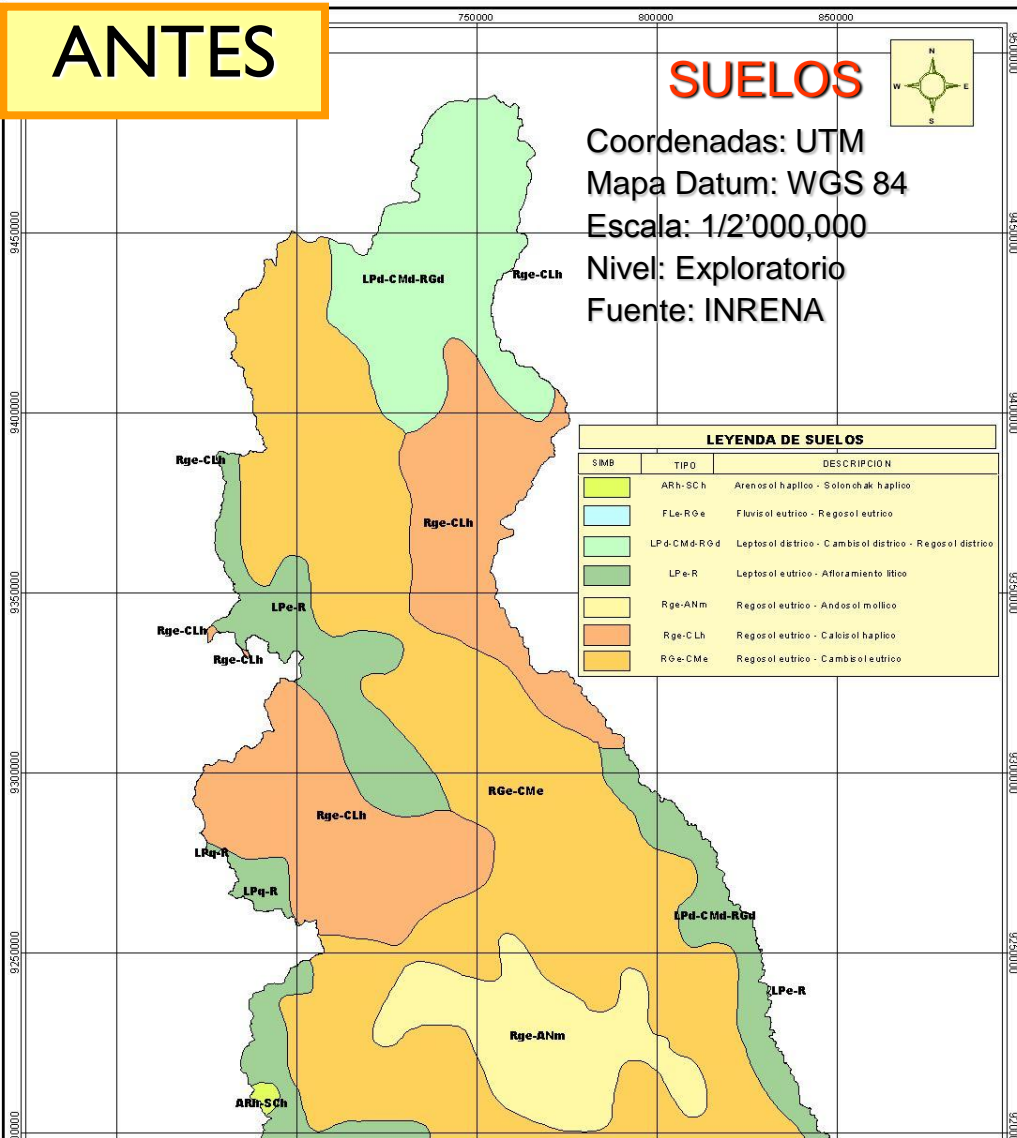 ANTES
750000
800000
850000
SUELOS
N
W
E
S
Coordenadas: UTM
Mapa Datum: WGS 84
Escala: 1/2’000,000
Nivel: Exploratorio
Fuente: INRENA
9450000
9400000
9350000
9300000
9250000
9450000
9400000
9350000
9300000
9250000
LPd-CMd-RGd
Rge-CLh
Rge-CLh
Rge-CLh
LPe-R
Rge-CLh
Rge-CLh
RGe-CMe
Rge-CLh
LPq-R
LPq-R
LPd-CMd-RGd
LPe-R
Rge-ANm
ARh-SCh
LEYENDA DE SUELOS
SIMB TIPO DESCRIPCION
ARh-SCh Arenosol haplico - Solonchak haplico
FLe-RGe Fluvisol eutrico - Regosol eutrico
LPd-CMd-RGd Leptosol districo - Cambisol districo - Regosol districo
LPe-R Leptosol eutrico - Afloramiento litico
Rge-ANm Regosol eutrico - Andosol mollico
Rge-CLh Regosol eutrico - Calcisol haplico
RGe-CMe Regosol eutrico - Cambisol eutrico